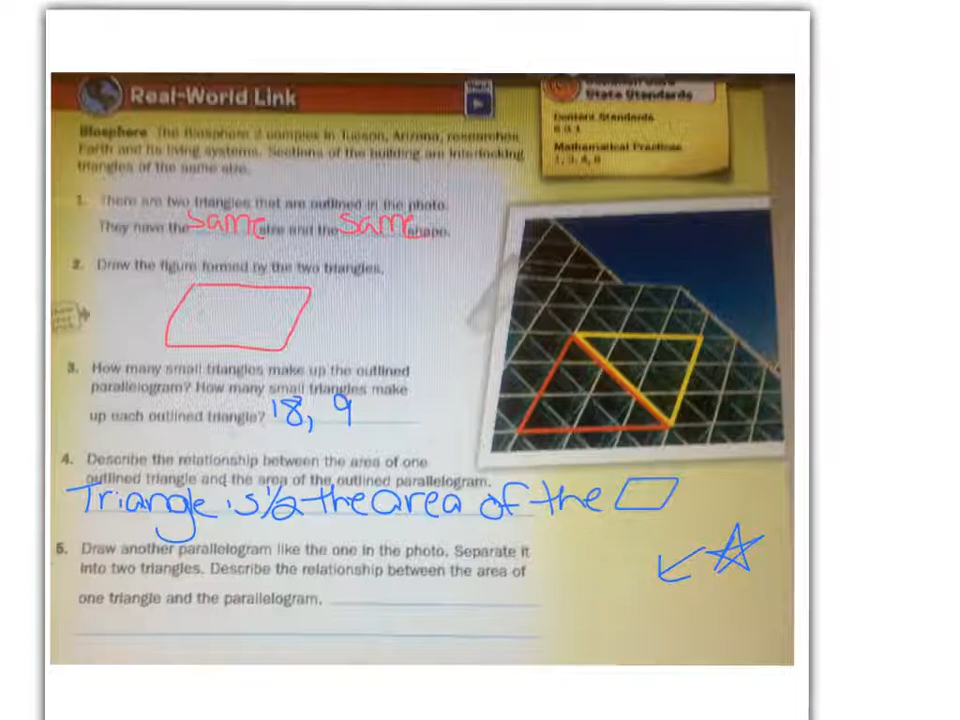 Real-World Link
Watch
State Standards
Content Standards
6.G.1
Mathematical Practices
1, 3, 4, 8
Biosphere The Biosphere 2 complex in Tucson, Arizona, researches
Earth and its living systems. Sections of the building are interlocking
triangles of the same size.
1. There are two triangles that are outlined in the photo.
They have the same size and the same shape.
2. Draw the figure formed by the two triangles.
3. How many small triangles make up the outlined
parallelogram? How many small triangles make
up each outlined triangle? 18, 9
4. Describe the relationship between the area of one
outlined triangle and the area of the outlined parallelogram.
Triangle is 1/2 the area of the
5. Draw another parallelogram like the one in the photo. Separate it
into two triangles. Describe the relationship between the area of
one triangle and the parallelogram.